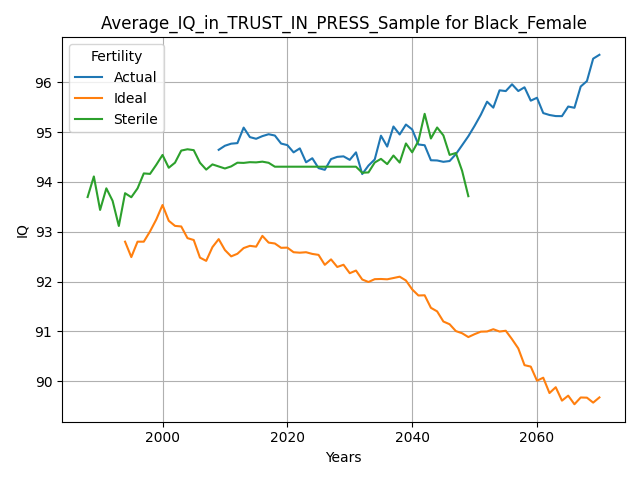 Average_IQ_in_TRUST_IN_PRESS_Sample for Black_Female
Fertility
Actual
Ideal
Sterile
IQ
96
95
94
93
92
91
90
2000 2020 2040 2060
Years